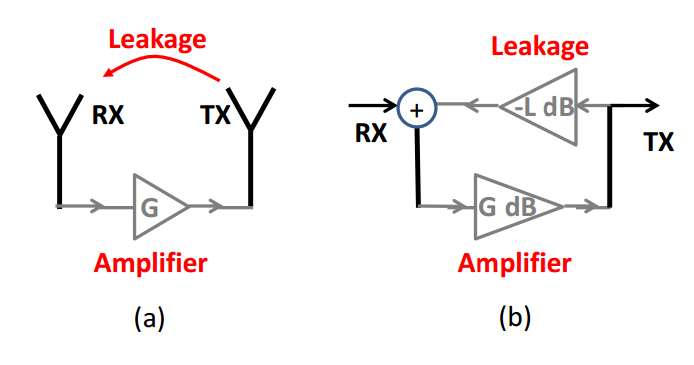 Leakage
RX
TX
G
Amplifier
(a)
Leakage
+
-L dB
RX
TX
G dB
Amplifier
(b)